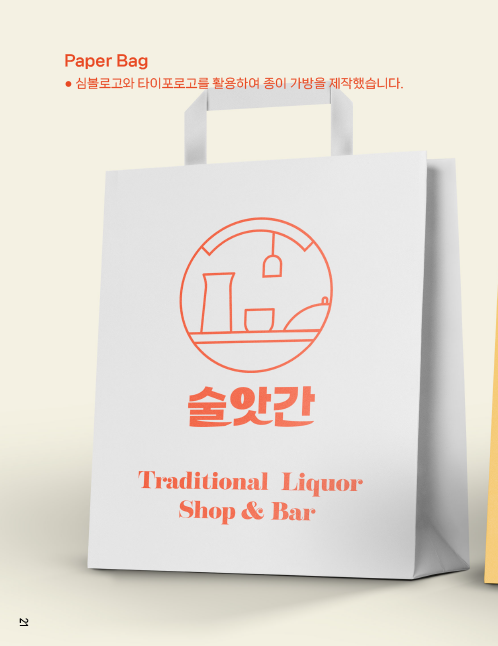 Paper Bag
● 심볼로고와 타이포로고를 활용하여 종이 가방을 제작했습니다.
술앗간
Traditional Liquor
Shop & Bar
21